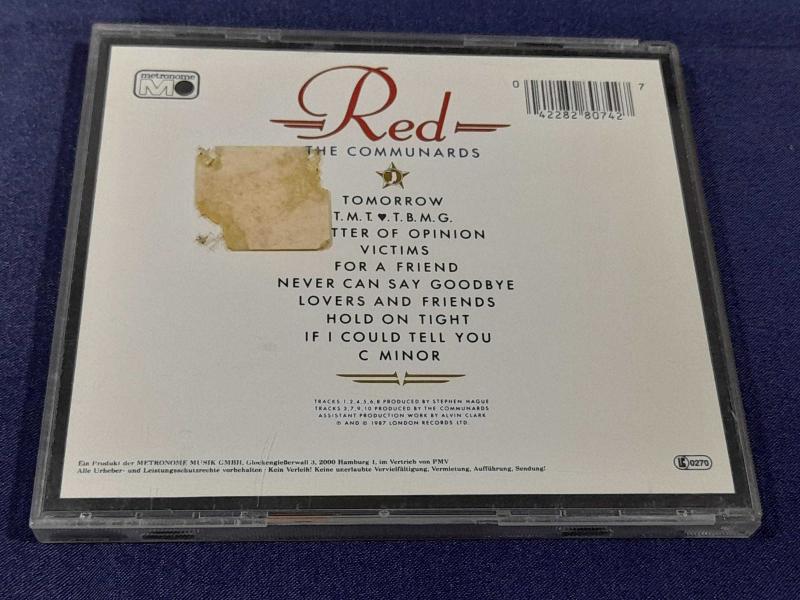 metronome
Red
THE COMMUNARDS
0 42282 80742 7
TOMORROW
T.M.T.♥.T.B.M.G.
TTER OF OPINION
VICTIMS
FOR A FRIEND
NEVER CAN SAY GOODBYE
LOVERS AND FRIENDS
HOLD ON TIGHT
IF I COULD TELL YOU
C MINOR
TRACKS 1,2,4,5,6,8 PRODUCED BY STEPHEN HAGUE
TRACKS 3,7,9,10 PRODUCED BY THE COMMUNARDS
ASSISTANT PRODUCTION WORK BY ALVIN CLARK
℗ AND © 1987 LONDON RECORDS LTD.
Ein Produkt der METRONOME MUSIK GMBH, Glockengießerwall 3, 2000 Hamburg 1, im Vertrieb von PMV
Alle Urheber- und Leistungsschutzrechte vorbehalten · Kein Verleih! Keine unerlaubte Vervielfältigung, Vermietung, Aufführung, Sendung!
LC 0270